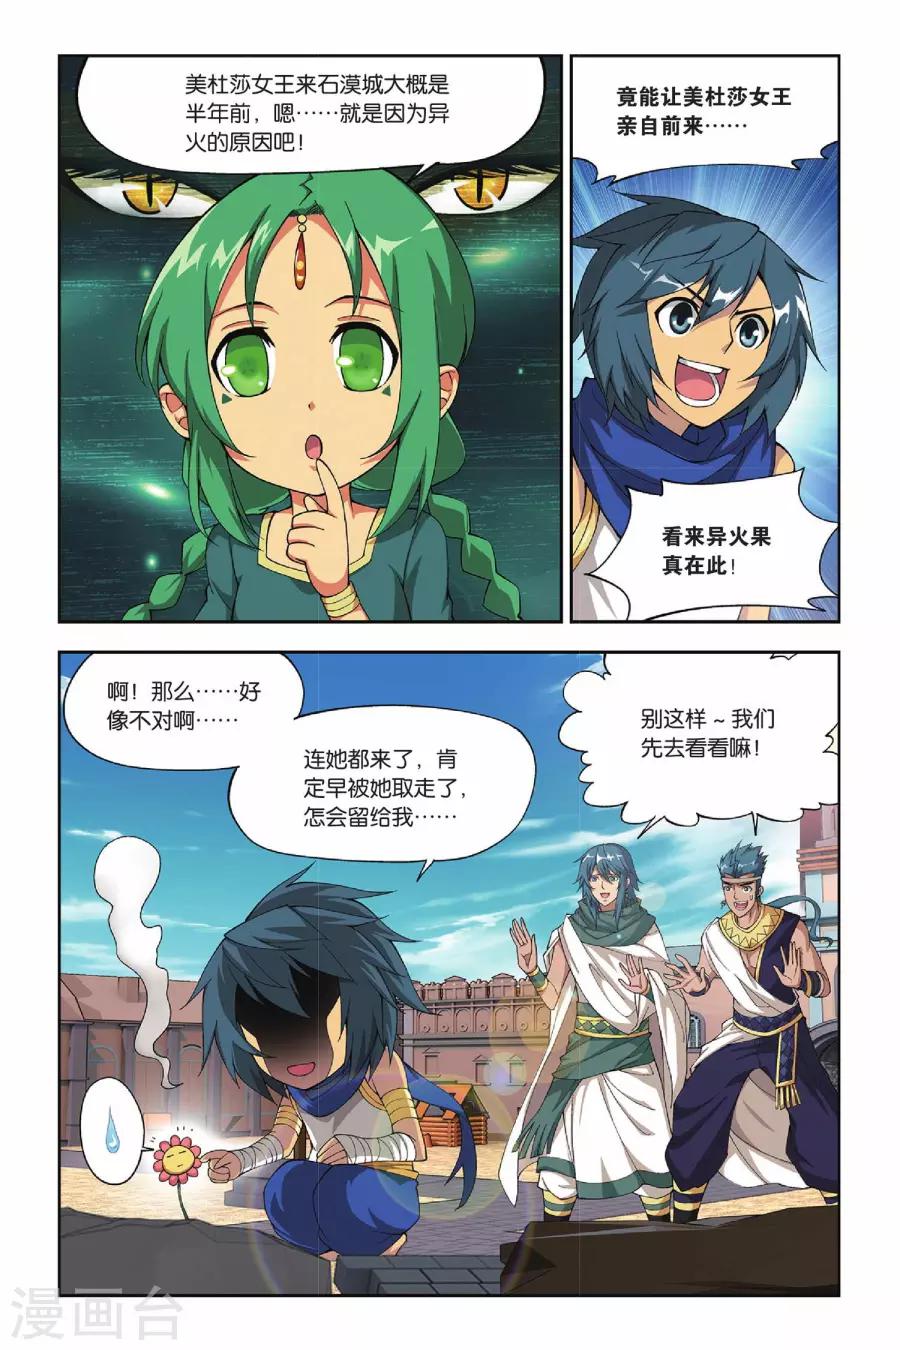 美杜莎女王来石漠城大概是
半年前，嗯……就是因为异
火的原因吧！
竟能让美杜莎女王
亲自前来……
看来异火果
真在此！
啊！那么……好
像不对啊……
连她都来了，肯
定早被她取走了，
怎会留给我……
别这样～我们
先去看看嘛！
漫画台